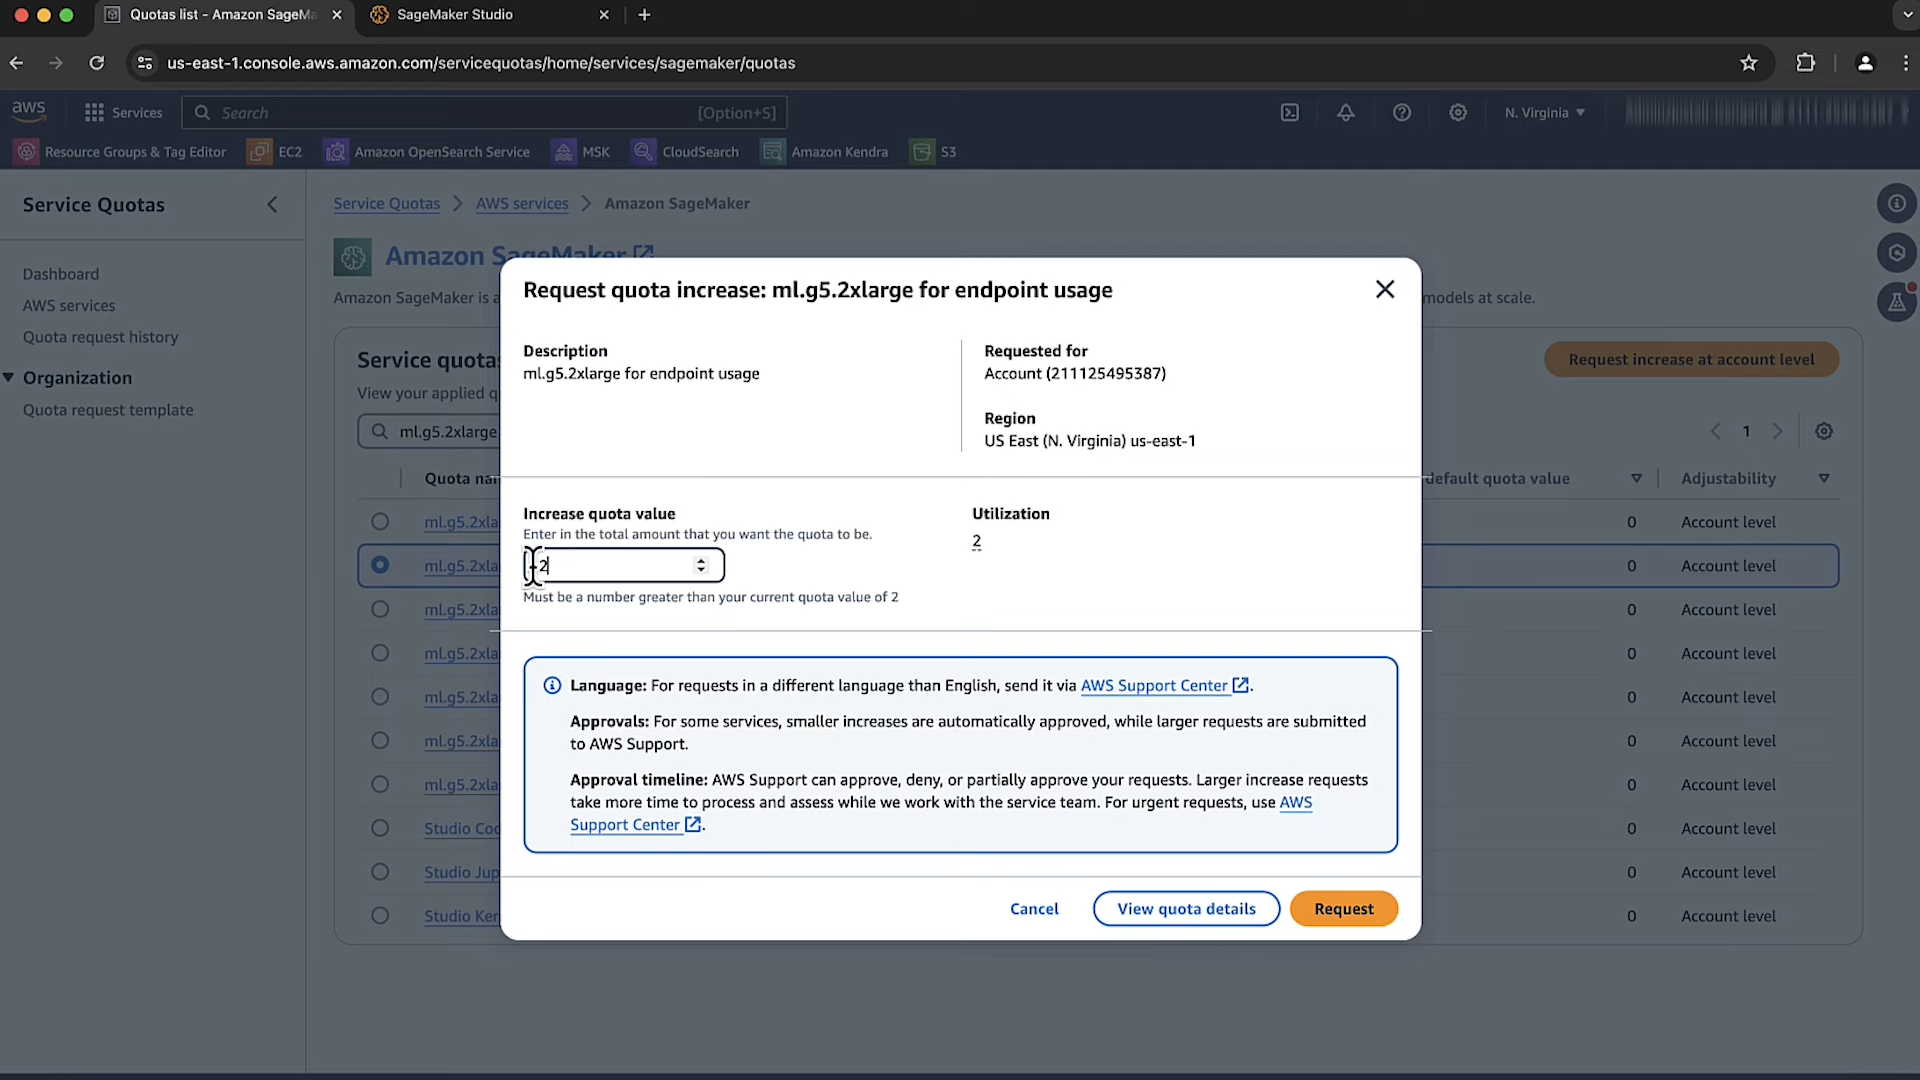 Quotas list - Amazon SageMa
SageMaker Studio
us-east-1.console.aws.amazon.com/servicequotas/home/services/sagemaker/quotas
aws
Services
Search
[Option+S]
N. Virginia
Resource Groups & Tag Editor
EC2
Amazon OpenSearch Service
MSK
CloudSearch
Amazon Kendra
S3
Service Quotas
Dashboard
AWS services
Quota request history
Organization
Quota request template
Service Quotas
AWS services
Amazon SageMaker
Amazon SageMaker
Amazon SageMaker is a
models at scale.
Service quotas
Request increase at account level
View your applied q
ml.g5.2xlarge
1
Quota nam
default quota value
Adjustability
ml.g5.2xla
0
Account level
ml.g5.2xla
0
Account level
ml.g5.2xla
0
Account level
ml.g5.2xla
0
Account level
ml.g5.2xla
0
Account level
ml.g5.2xla
0
Account level
ml.g5.2xla
0
Account level
Studio Cod
0
Account level
Studio Jup
0
Account level
Studio Ker
0
Account level
Request quota increase: ml.g5.2xlarge for endpoint usage
Description
ml.g5.2xlarge for endpoint usage
Requested for
Account (211125495387)
Region
US East (N. Virginia) us-east-1
Increase quota value
Enter in the total amount that you want the quota to be.
2
Must be a number greater than your current quota value of 2
Utilization
2
Language: For requests in a different language than English, send it via AWS Support Center.
Approvals: For some services, smaller increases are automatically approved, while larger requests are submitted
to AWS Support.
Approval timeline: AWS Support can approve, deny, or partially approve your requests. Larger increase requests
take more time to process and assess while we work with the service team. For urgent requests, use AWS
Support Center.
Cancel
View quota details
Request